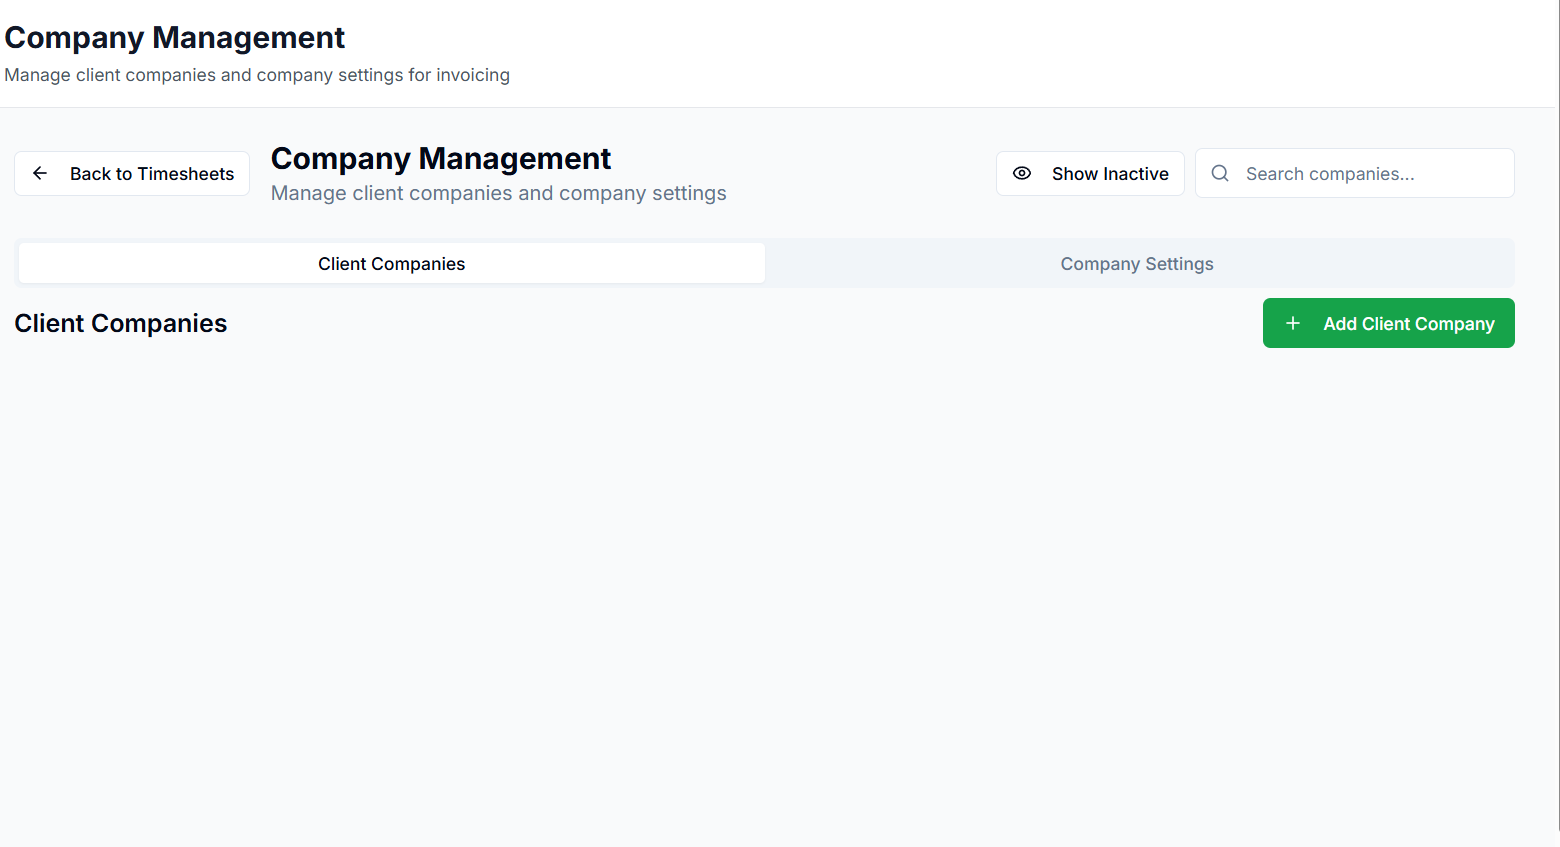 Company Management
Manage client companies and company settings for invoicing
Back to Timesheets
Company Management
Manage client companies and company settings
Show Inactive
Search companies...
Client Companies
Company Settings
Client Companies
Add Client Company